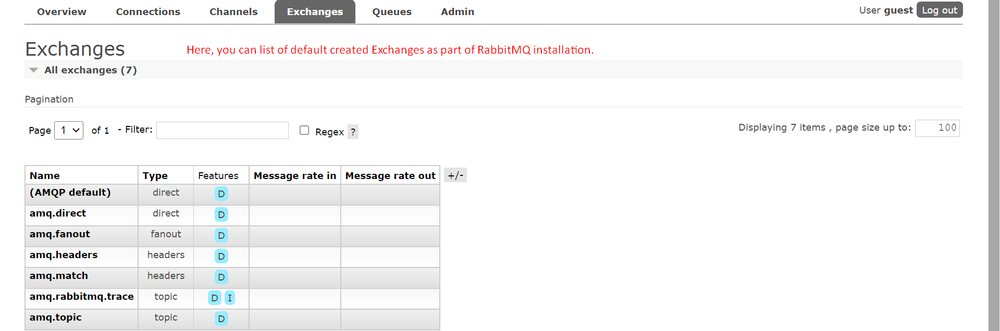 Overview Connections Channels Exchanges Queues Admin User guest Log out
Exchanges Here, you can list of default created Exchanges as part of RabbitMQ installation.
All exchanges (7)
Pagination
Page 1 of 1 - Filter: Regex ? Displaying 7 items , page size up to: 100
Name Type Features Message rate in Message rate out +/-
(AMQP default) direct D
amq.direct direct D
amq.fanout fanout D
amq.headers headers D
amq.match headers D
amq.rabbitmq.trace topic D I
amq.topic topic D